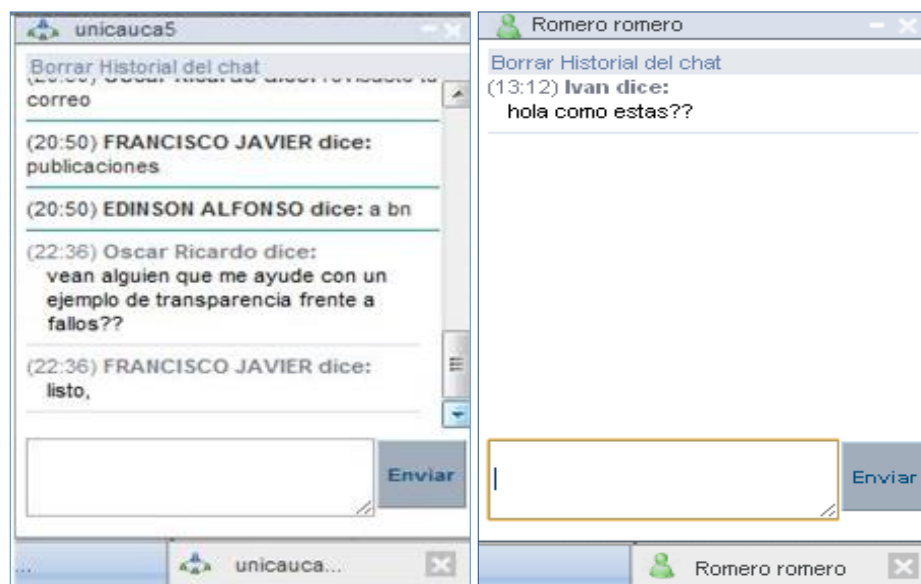 unicauca5
Borrar Historial del chat
correo
(20:50) FRANCISCO JAVIER dice:
publicaciones
(20:50) EDINSON ALFONSO dice: a bn
(22:36) Oscar Ricardo dice:
vean alguien que me ayude con un
ejemplo de transparencia frente a
fallos??
(22:36) FRANCISCO JAVIER dice:
listo,
Enviar
...
unicauca...
Romero romero
Borrar Historial del chat
(13:12) Ivan dice:
hola como estas??
Enviar
Romero romero